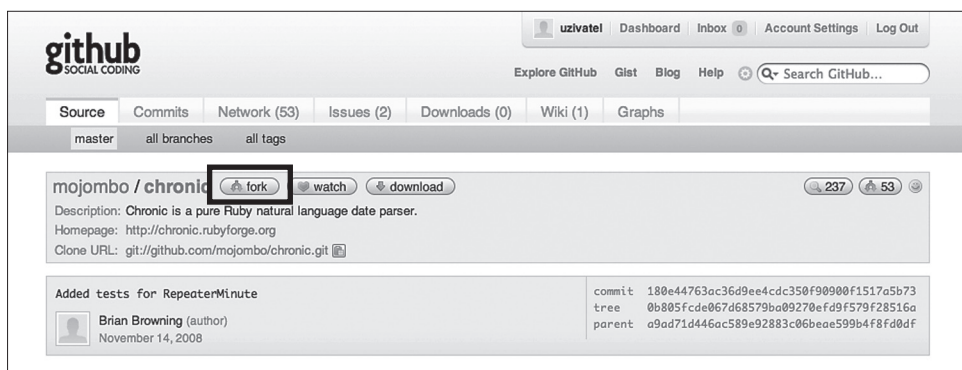 github
SOCIAL CODING
uzivatel Dashboard Inbox 0 Account Settings Log Out
Explore GitHub Gist Blog Help Search GitHub...
Source Commits Network (53) Issues (2) Downloads (0) Wiki (1) Graphs
master all branches all tags
mojombo / chronic fork watch download 237 53
Description: Chronic is a pure Ruby natural language date parser.
Homepage: http://chronic.rubyforge.org
Clone URL: git://github.com/mojombo/chronic.git
Added tests for RepeaterMinute
Brian Browning (author)
November 14, 2008
commit 180e44763ac36d9ee4cdc350f90900f1517a5b73
tree 0b805fcde067d68579ba09270efd9f579f28516a
parent a9ad71d446ac589e92883c06beae599b4f8fd0df